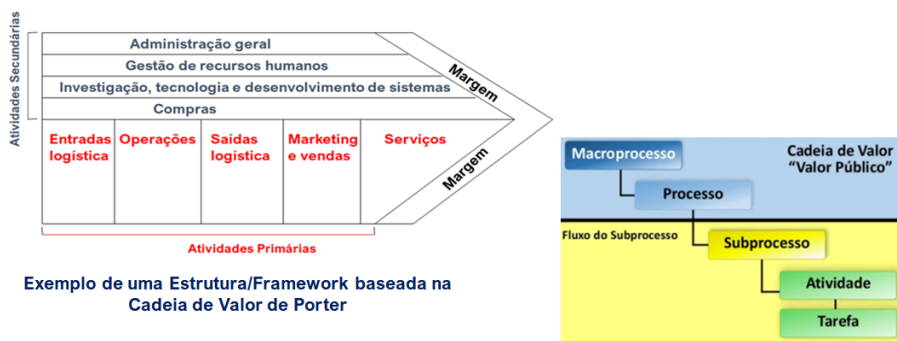 Atividades Secundárias
Administração geral
Gestão de recursos humanos
Investigação, tecnologia e desenvolvimento de sistemas
Compras
Margem
Entradas
logística
Operações
Saídas
logística
Marketing
e vendas
Serviços
Margem
Atividades Primárias
Exemplo de uma Estrutura/Framework baseada na
Cadeia de Valor de Porter
Macroprocesso
Cadeia de Valor
“Valor Público”
Processo
Fluxo do Subprocesso
Subprocesso
Atividade
Tarefa